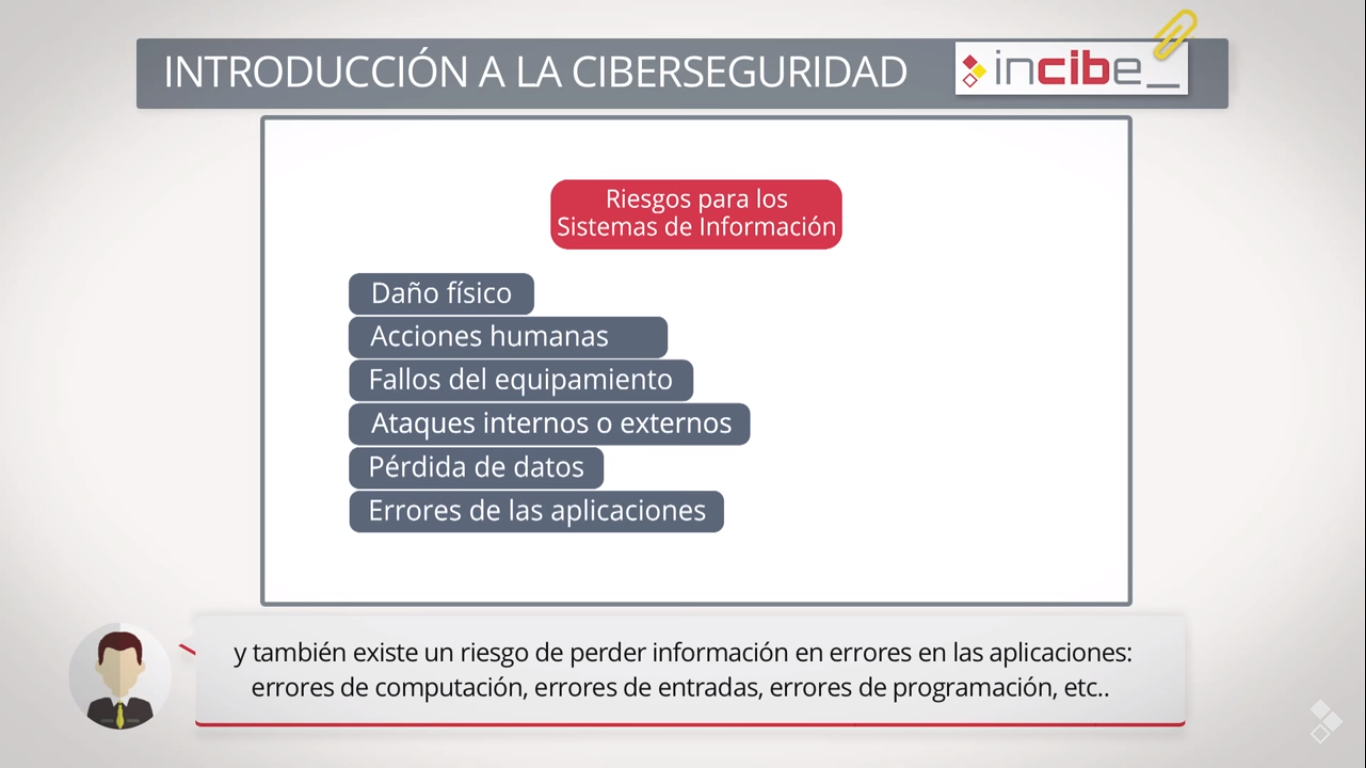 INTRODUCCIÓN A LA CIBERSEGURIDAD
incibe_
Riesgos para los
Sistemas de Información
Daño físico
Acciones humanas
Fallos del equipamiento
Ataques internos o externos
Pérdida de datos
Errores de las aplicaciones
y también existe un riesgo de perder información en errores en las aplicaciones:
errores de computación, errores de entradas, errores de programación, etc..